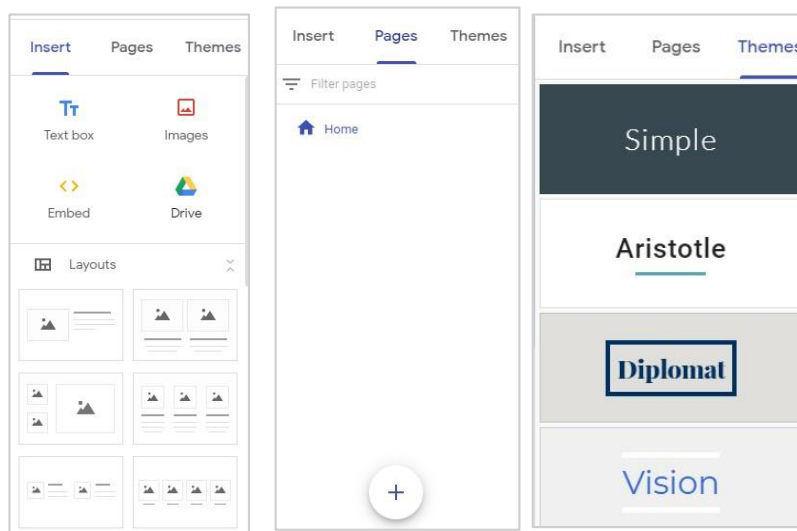 Insert Pages Themes
Text box Images
Embed Drive
Layouts
Insert Pages Themes
Filter pages
Home
Insert Pages Themes
Simple
Aristotle
Diplomat
Vision